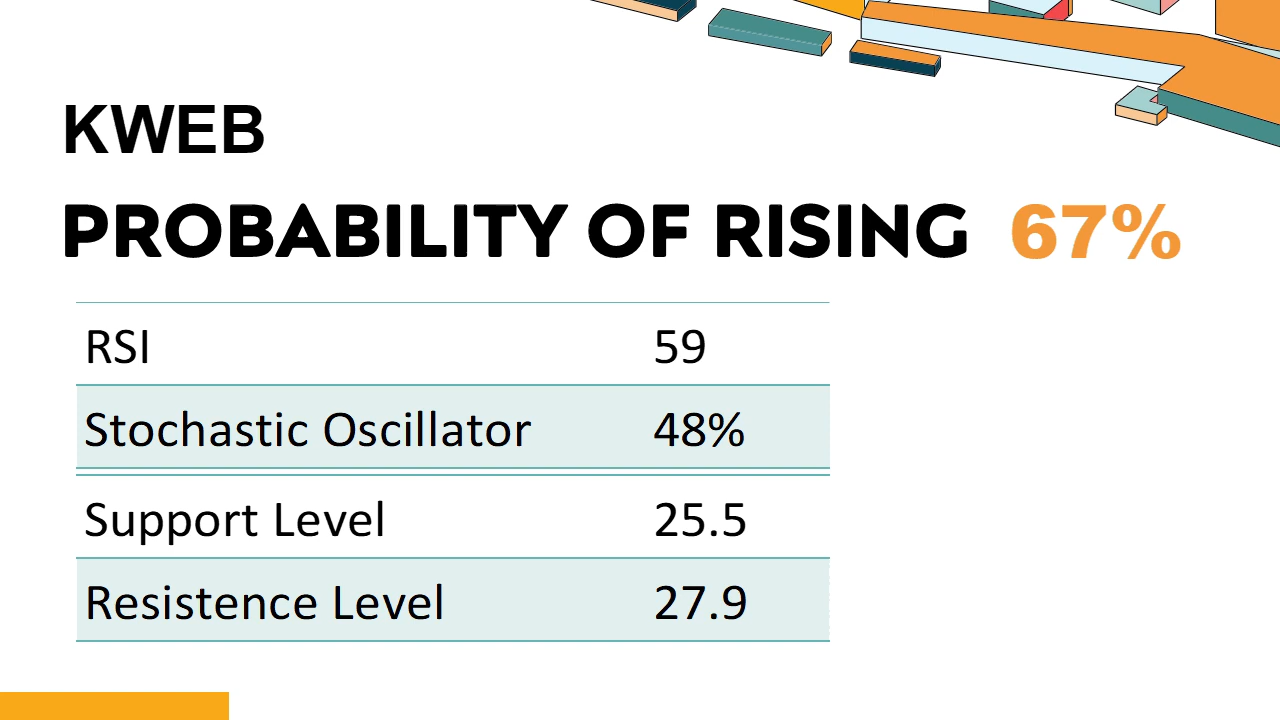 KWEB
PROBABILITY OF RISING 67%
RSI 59
Stochastic Oscillator 48%
Support Level 25.5
Resistence Level 27.9